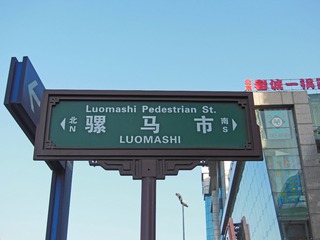 Luomashi Pedestrian St.
北 骡马市 南
N LUOMASHI S